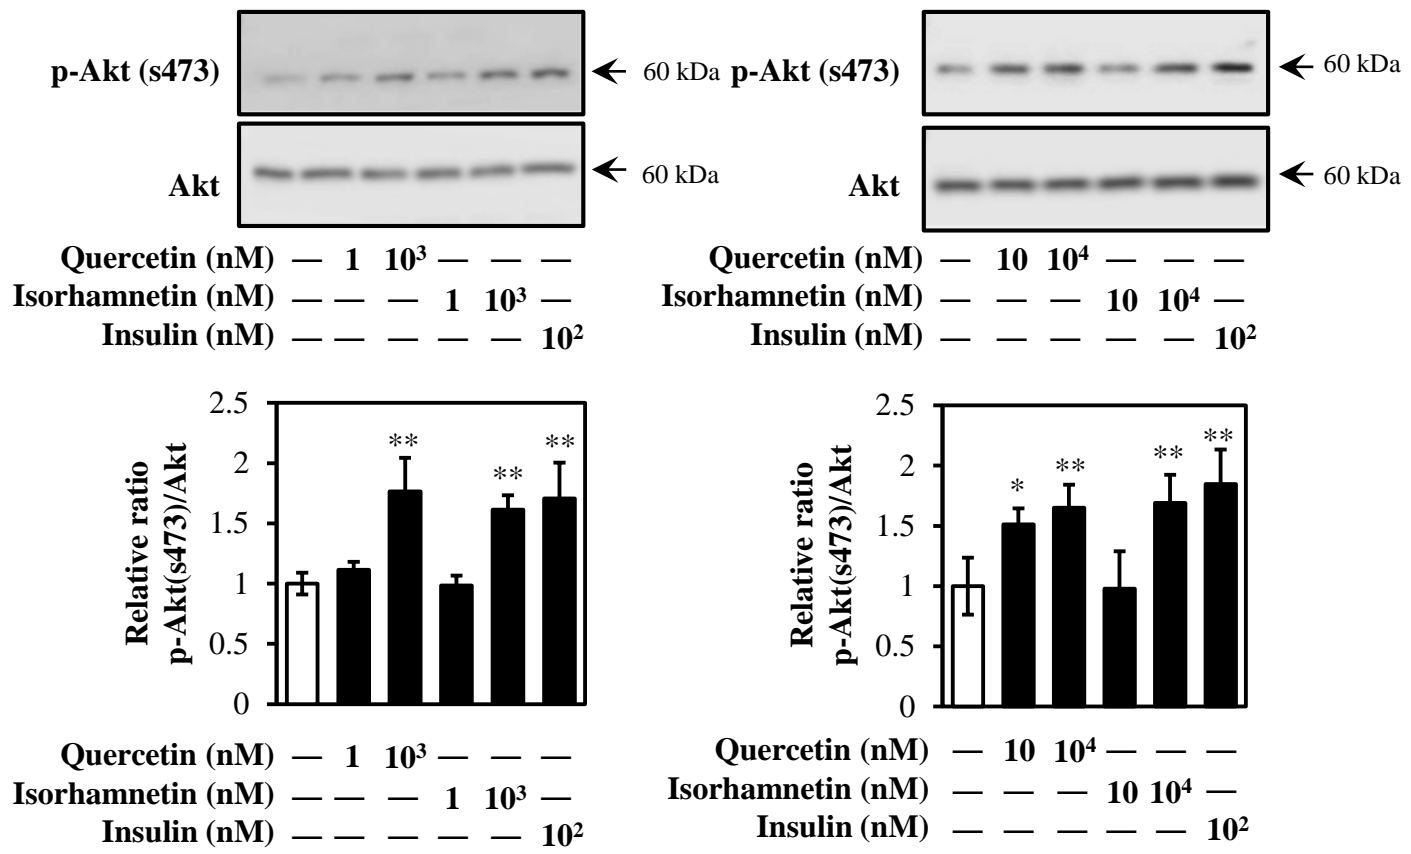 p-Akt (s473) 60 kDa
Akt 60 kDa
Quercetin (nM) — 1 10³ — — —
Isorhamnetin (nM) — — — 1 10³ —
Insulin (nM) — — — — — 10²
2.5
2
1.5
1
0.5
0
Relative ratio
p-Akt(s473)/Akt
** ** **
Quercetin (nM) — 1 10³ — — —
Isorhamnetin (nM) — — — 1 10³ —
Insulin (nM) — — — — — 10²
p-Akt (s473) 60 kDa
Akt 60 kDa
Quercetin (nM) — 10 10⁴ — — —
Isorhamnetin (nM) — — — 10 10⁴ —
Insulin (nM) — — — — — 10²
2.5
2
1.5
1
0.5
0
Relative ratio
p-Akt(s473)/Akt
* ** ** **
Quercetin (nM) — 10 10⁴ — — —
Isorhamnetin (nM) — — — 10 10⁴ —
Insulin (nM) — — — — — 10²